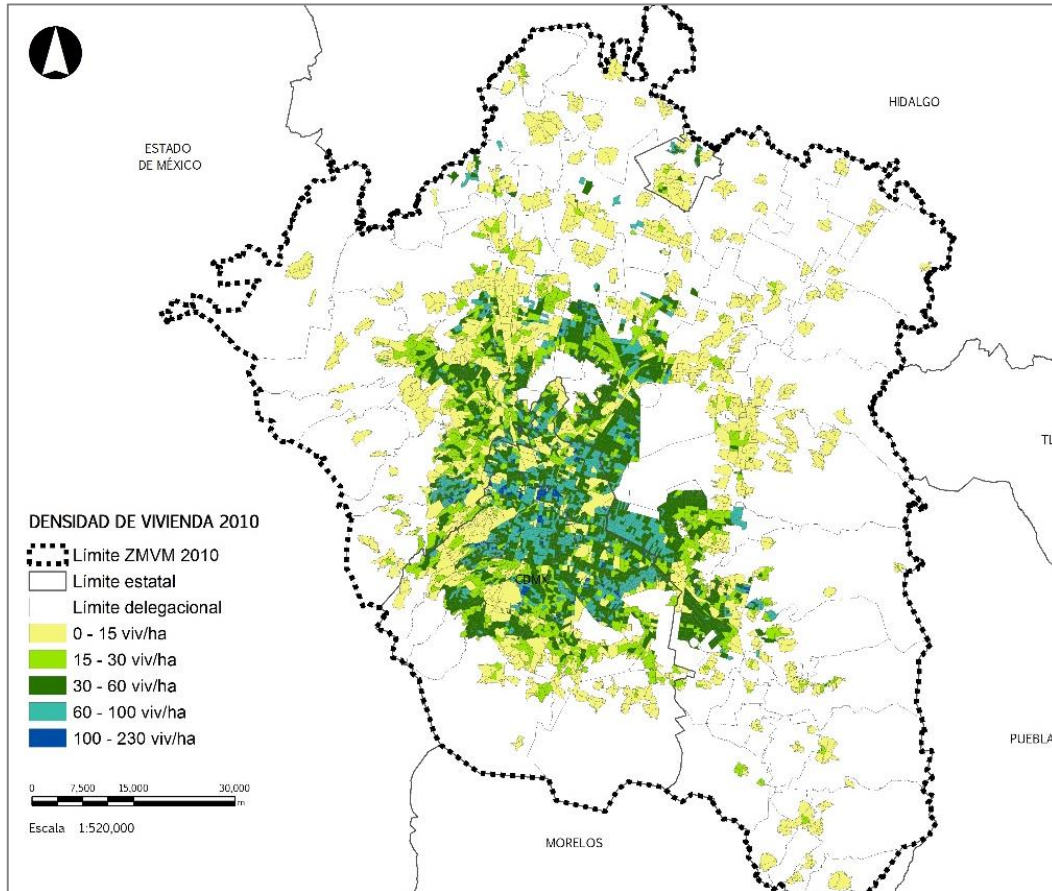 HIDALGO
ESTADO
DE MÉXICO
TL
CDMX
DENSIDAD DE VIVIENDA 2010
Límite ZMVM 2010
Límite estatal
Límite delegacional
0 - 15 viv/ha
15 - 30 viv/ha
30 - 60 viv/ha
60 - 100 viv/ha
100 - 230 viv/ha
PUEBLA
0 7,500 15,000 30,000
m
Escala 1:520,000
MORELOS